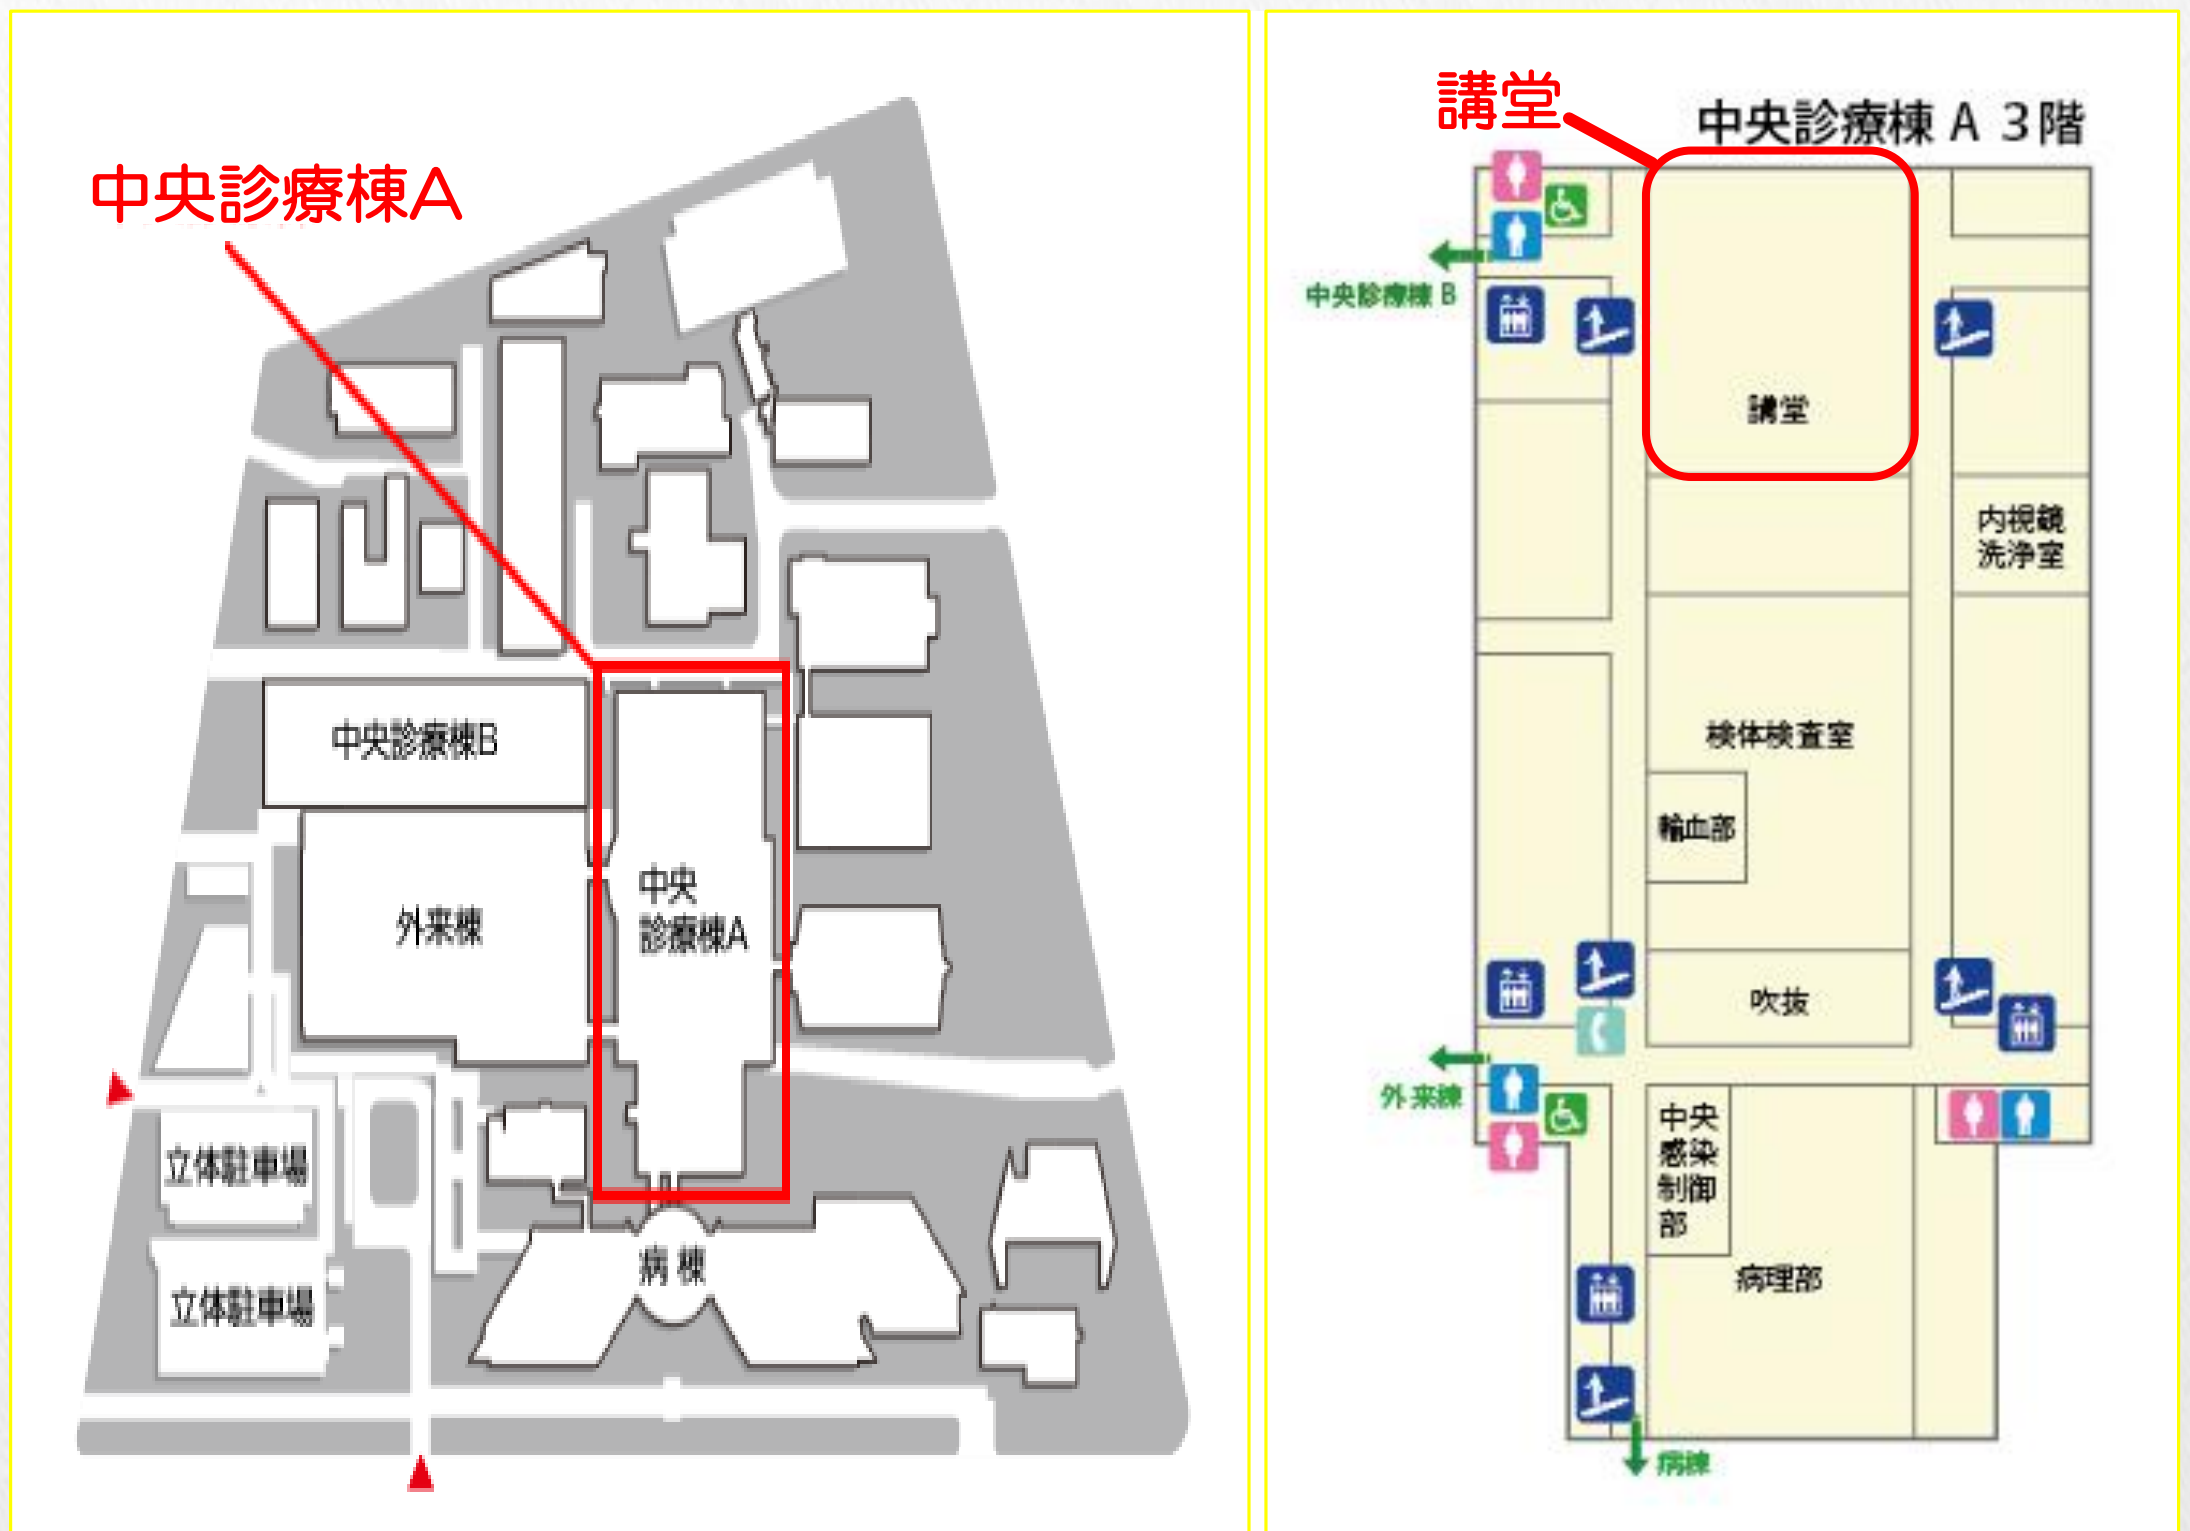 中央診療棟A
中央診療棟B
外来棟
中央
診療棟A
立体駐車場
立体駐車場
病棟
講堂
中央診療棟 A 3階
中央診療棟 B
講堂
内視鏡
洗浄室
検体検査室
輸血部
吹抜
外来棟
中央
感染
制御
部
病理部
病棟